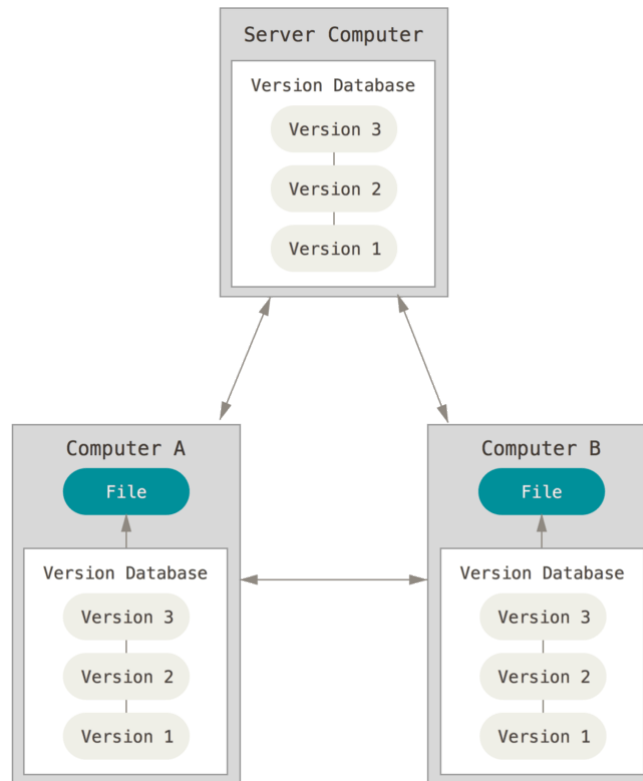 Server Computer
Version Database
Version 3
Version 2
Version 1
Computer A
File
Version Database
Version 3
Version 2
Version 1
Computer B
File
Version Database
Version 3
Version 2
Version 1